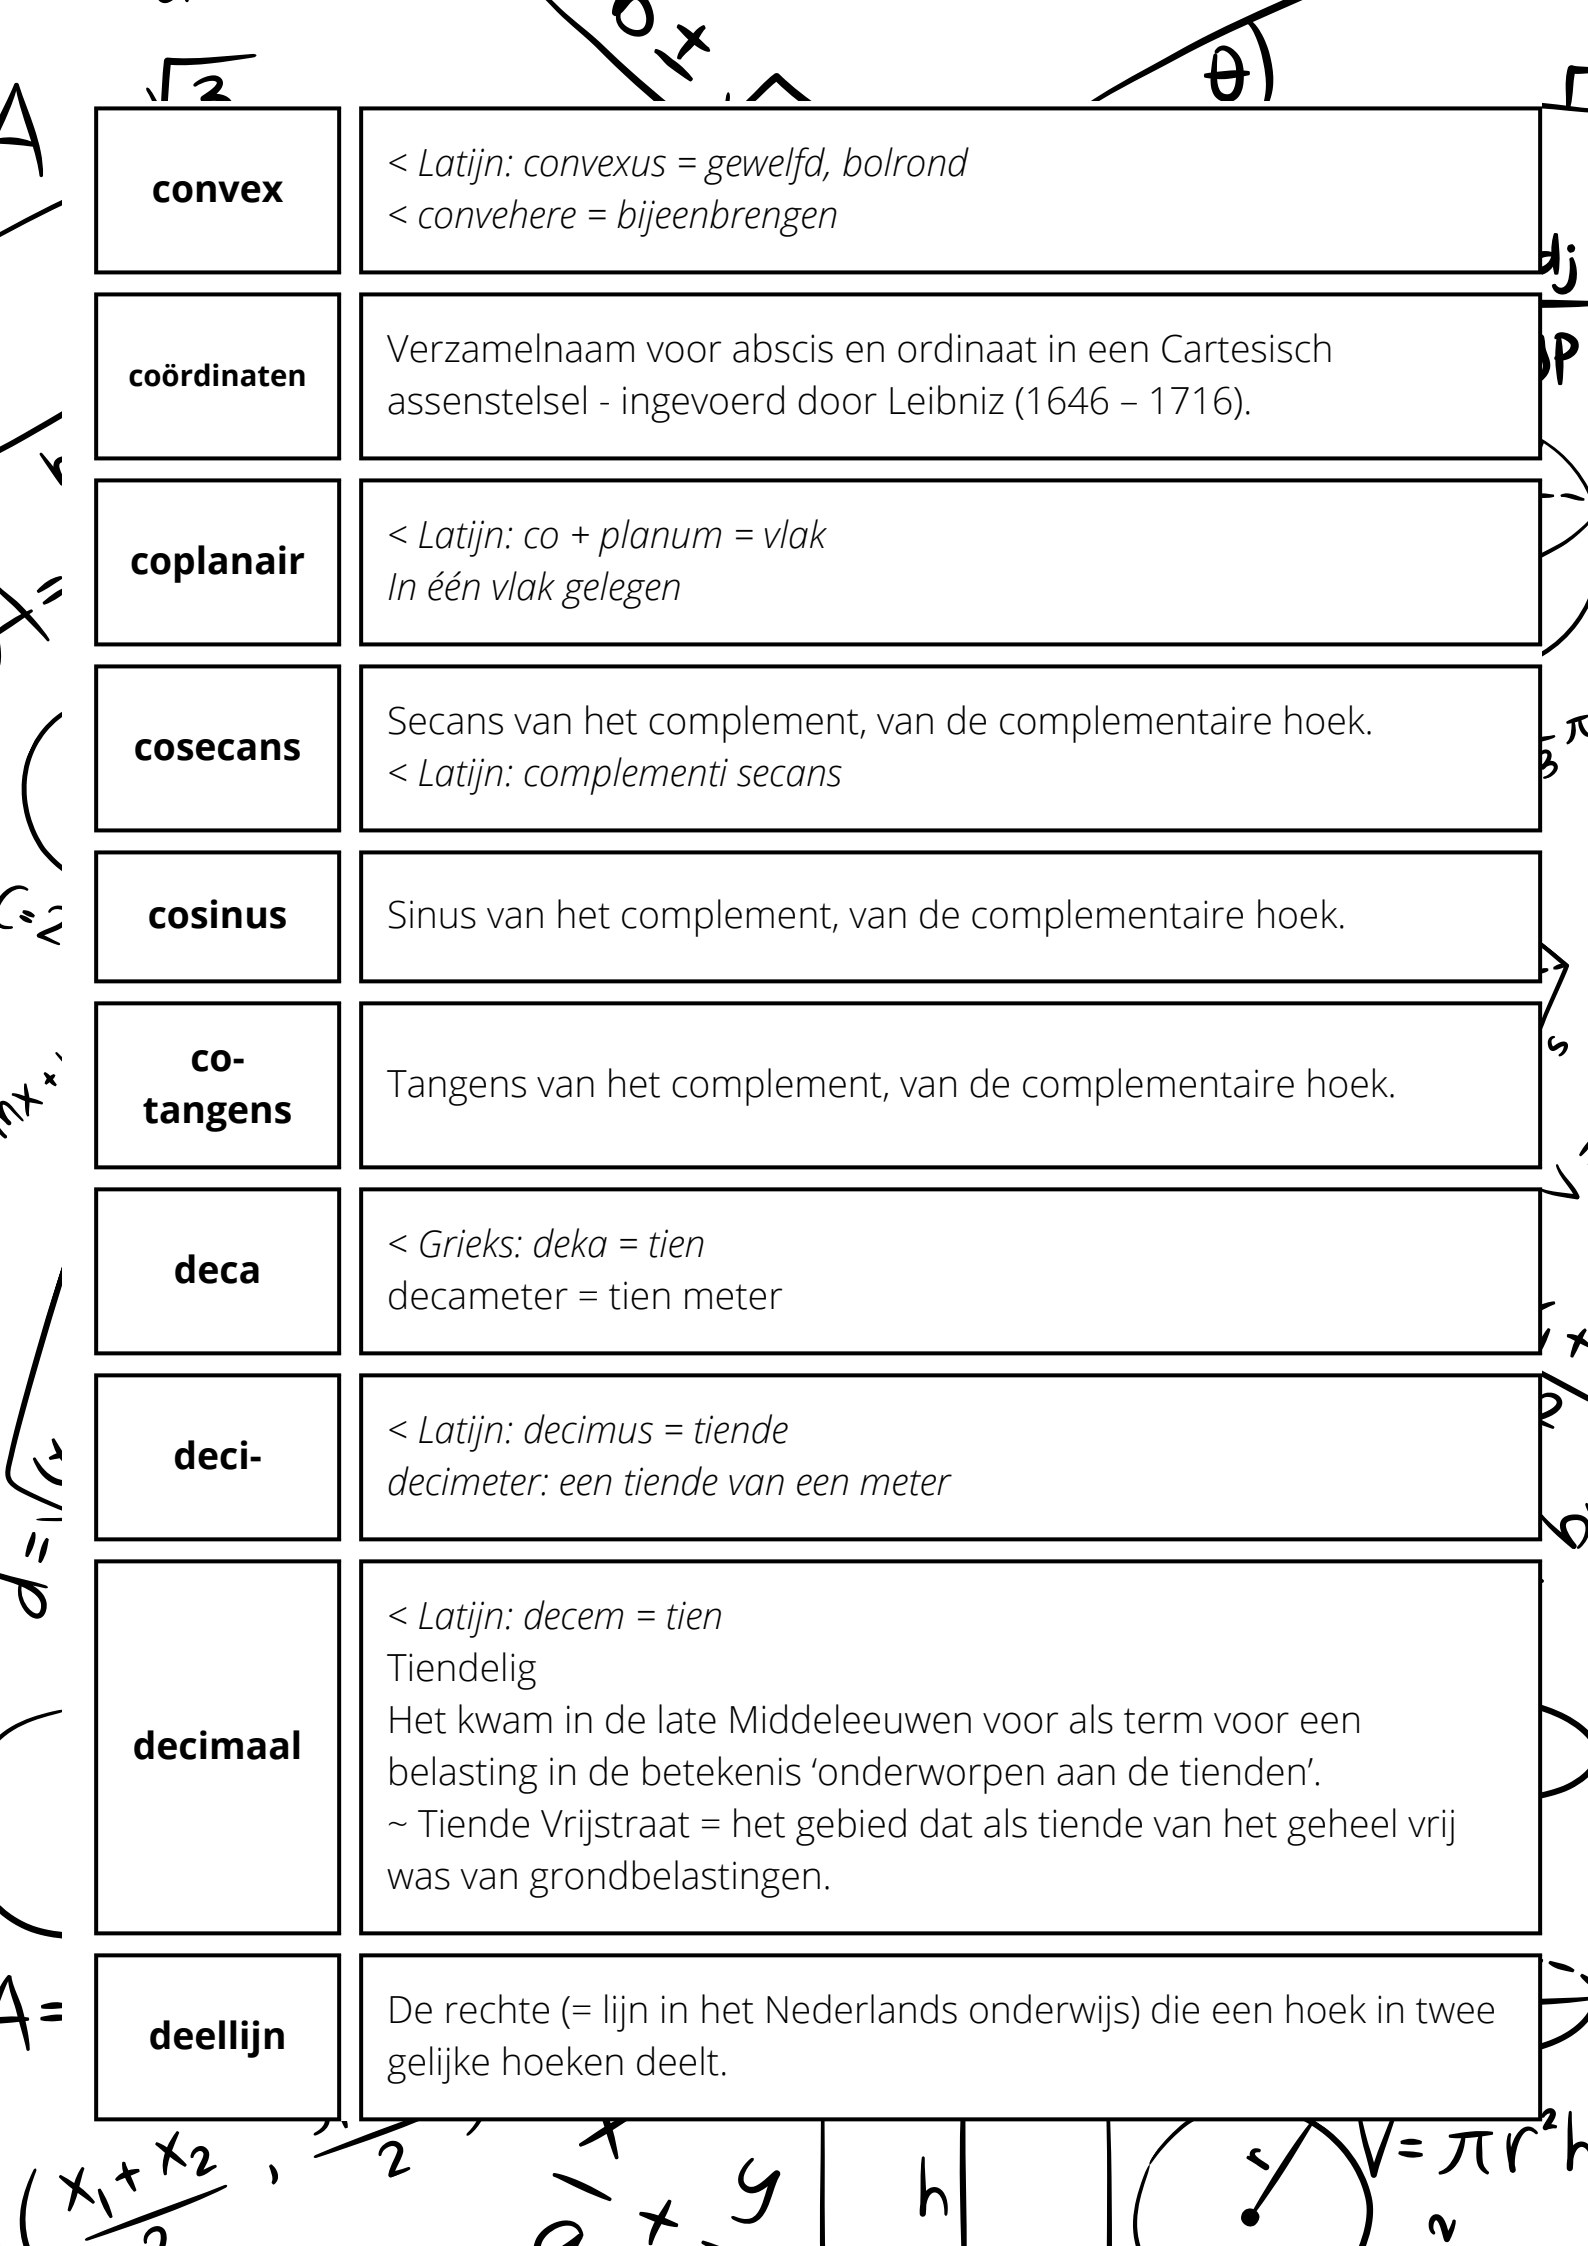 √2
θ
A
convex
< Latijn: convexus = gewelfd, bolrond
< convehere = bijeenbrengen
coördinaten
Verzamelnaam voor abscis en ordinaat in een Cartesisch
assenstelsel - ingevoerd door Leibniz (1646 – 1716).
coplanair
< Latijn: co + planum = vlak
In één vlak gelegen
cosecans
Secans van het complement, van de complementaire hoek.
< Latijn: complementi secans
cosinus
Sinus van het complement, van de complementaire hoek.
co-
tangens
Tangens van het complement, van de complementaire hoek.
deca
< Grieks: deka = tien
decameter = tien meter
deci-
< Latijn: decimus = tiende
decimeter: een tiende van een meter
decimaal
< Latijn: decem = tien
Tiendelig
Het kwam in de late Middeleeuwen voor als term voor een
belasting in de betekenis ‘onderworpen aan de tienden’.
~ Tiende Vrijstraat = het gebied dat als tiende van het geheel vrij
was van grondbelastingen.
deellijn
De rechte (= lijn in het Nederlands onderwijs) die een hoek in twee
gelijke hoeken deelt.
A=
d=
x₁ + x₂
2
y
h
r
V = πr²h